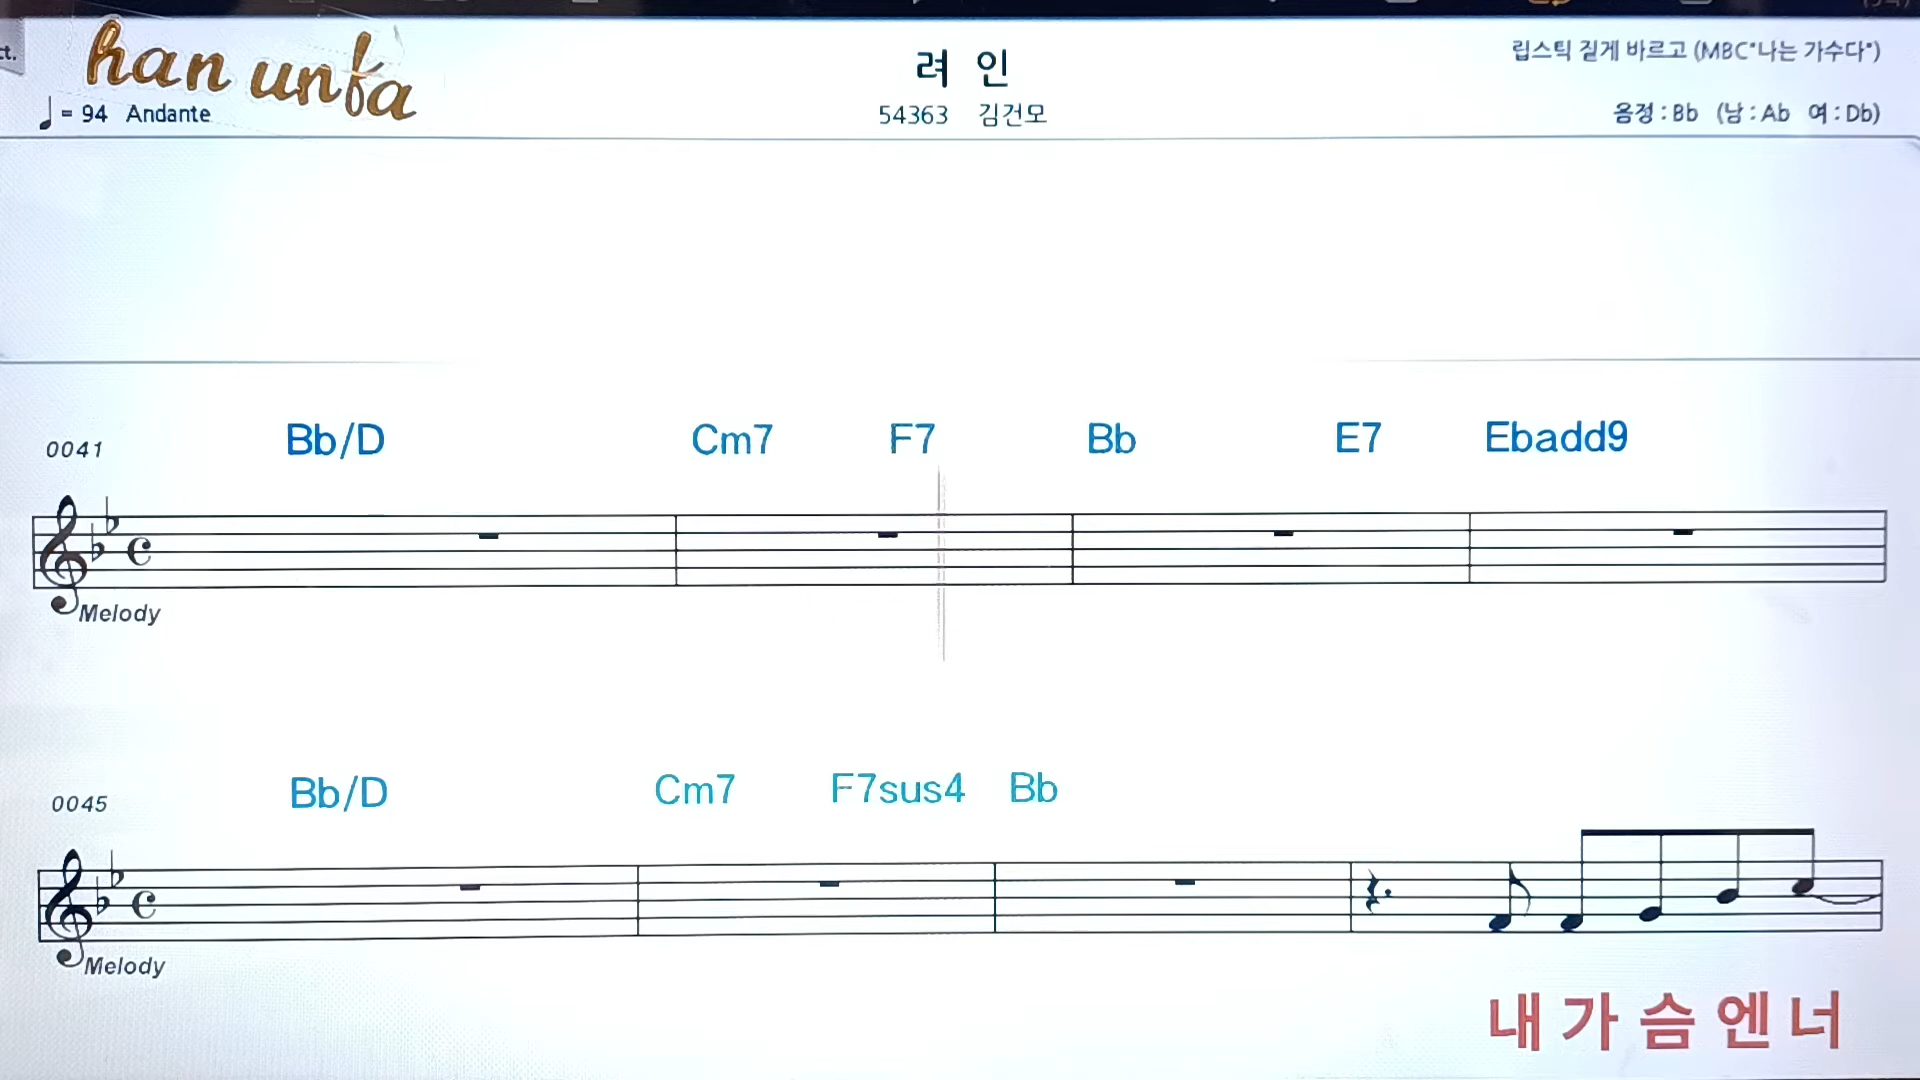 ct.
han unfa
♩= 94 Andante
려 인
54363 김건모
립스틱 짙게 바르고 (MBC"나는 가수다")
음정 : Bb (남 : Ab 여 : Db)
0041 Bb/D Cm7 F7 Bb E7 Ebadd9
Melody
0045 Bb/D Cm7 F7sus4 Bb
Melody
내 가 슴 엔 너